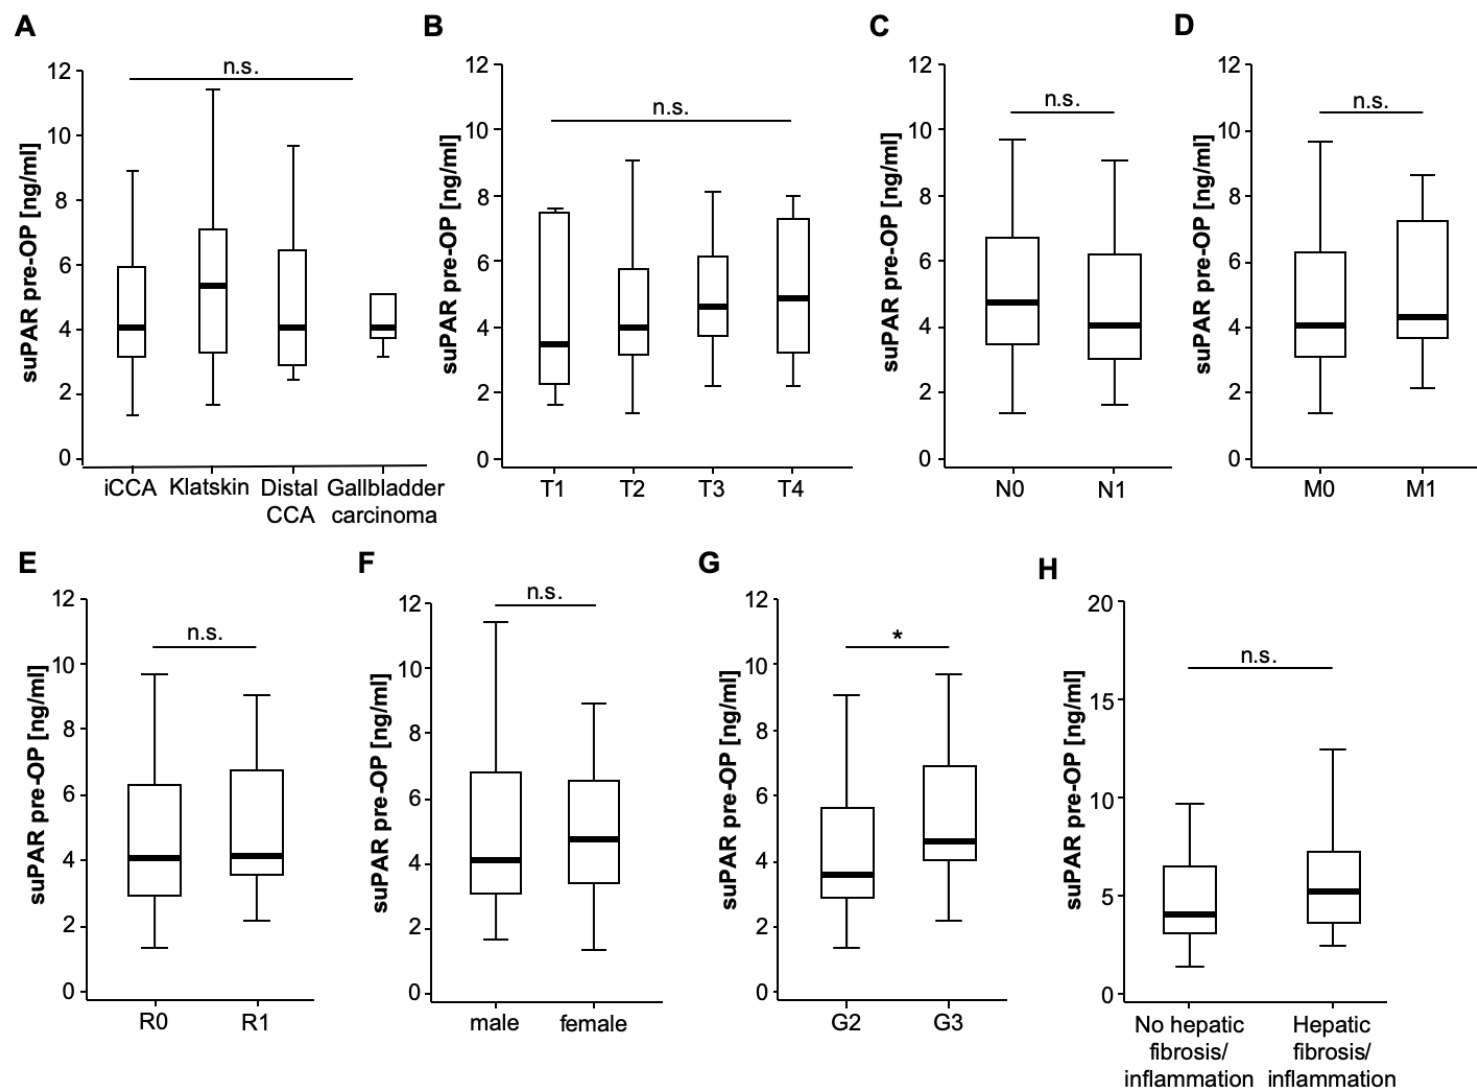 A
suPAR pre-OP [ng/ml]
12
10
8
6
4
2
0
n.s.
iCCA Klatskin Distal Gallbladder
CCA carcinoma
B
suPAR pre-OP [ng/ml]
12
10
8
6
4
2
0
n.s.
T1 T2 T3 T4
C
suPAR pre-OP [ng/ml]
12
10
8
6
4
2
0
n.s.
N0 N1
D
suPAR pre-OP [ng/ml]
12
10
8
6
4
2
0
n.s.
M0 M1
E
suPAR pre-OP [ng/ml]
12
10
8
6
4
2
0
n.s.
R0 R1
F
suPAR pre-OP [ng/ml]
12
10
8
6
4
2
0
n.s.
male female
G
suPAR pre-OP [ng/ml]
12
10
8
6
4
2
0
*
G2 G3
H
suPAR pre-OP [ng/ml]
20
15
10
5
0
n.s.
No hepatic Hepatic
fibrosis/ fibrosis/
inflammation inflammation